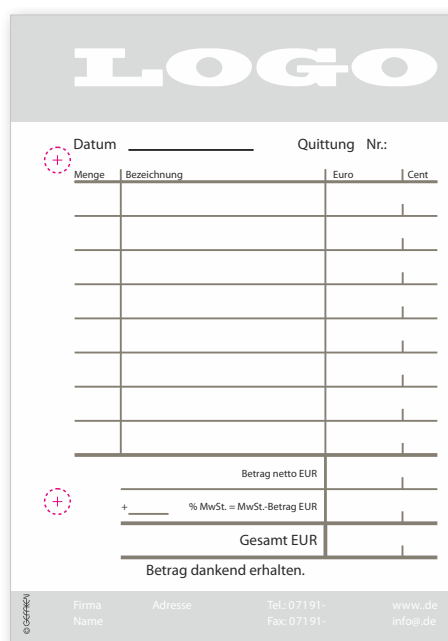 LOGO
Datum Quittung Nr.:
Menge Bezeichnung Euro Cent
Betrag netto EUR
+ % MwSt. = MwSt.-Betrag EUR
Gesamt EUR
Betrag dankend erhalten.
Firma Adresse Tel.: 07191- www..de
Name Fax: 07191- info@.de